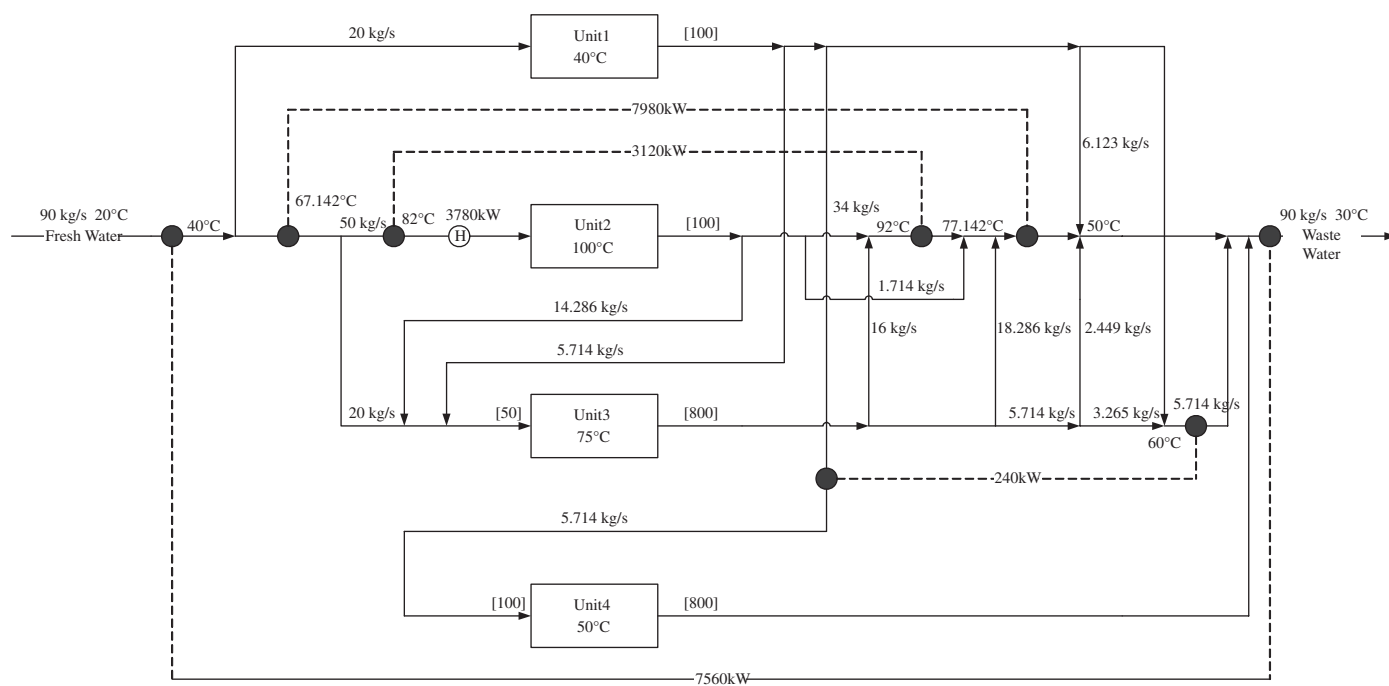 20 kg/s
Unit1
40°C
[100]
7980kW
6.123 kg/s
3120kW
67.142°C
90 kg/s 20°C
Fresh Water
40°C
50 kg/s
82°C
3780kW
H
Unit2
100°C
[100]
34 kg/s
92°C
77.142°C
50°C
90 kg/s 30°C
Waste
Water
1.714 kg/s
14.286 kg/s
16 kg/s
18.286 kg/s
2.449 kg/s
5.714 kg/s
20 kg/s
[50]
Unit3
75°C
[800]
5.714 kg/s
3.265 kg/s
5.714 kg/s
60°C
240kW
5.714 kg/s
[100]
Unit4
50°C
[800]
7560kW